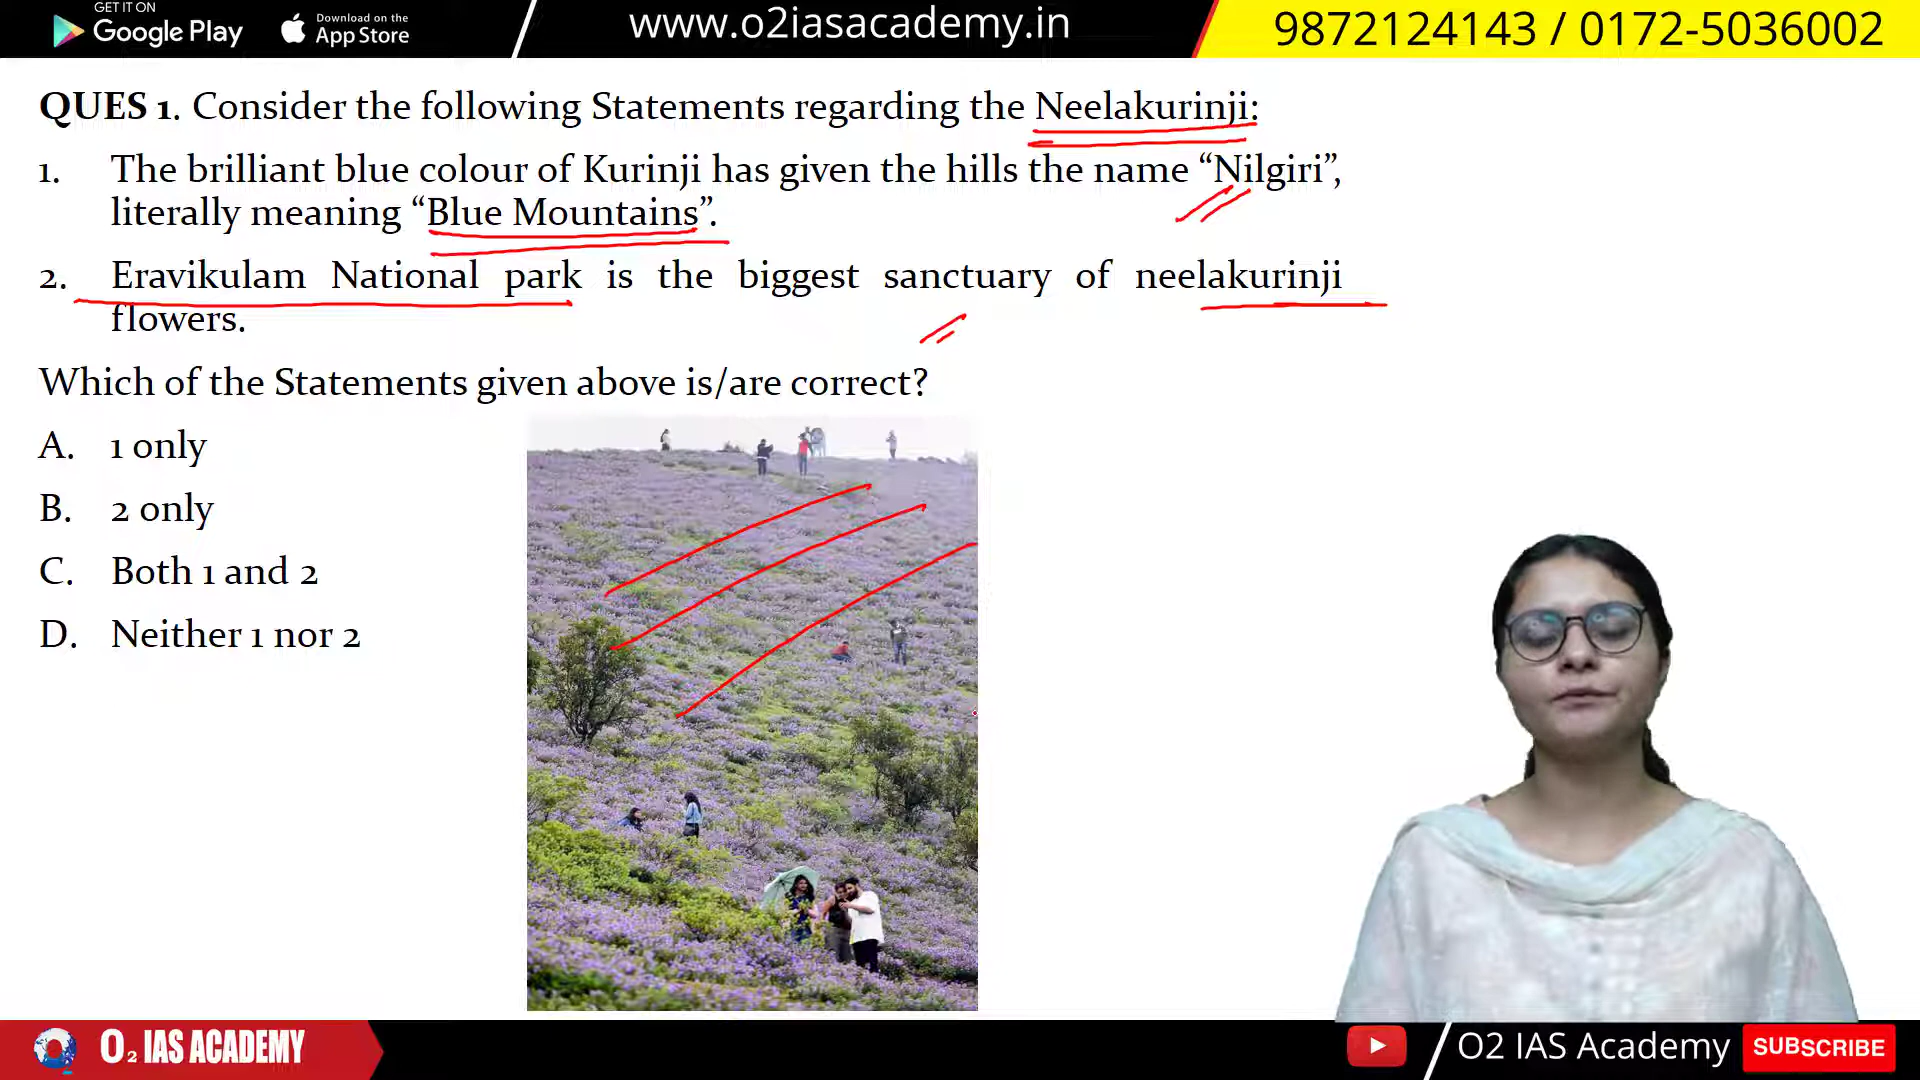 GET IT ON
Google Play
Download on the
App Store
www.o2iasacademy.in
9872124143 / 0172-5036002
QUES 1. Consider the following Statements regarding the Neelakurinji:
1. The brilliant blue colour of Kurinji has given the hills the name “Nilgiri”,
literally meaning “Blue Mountains”.
2. Eravikulam National park is the biggest sanctuary of neelakurinji
flowers.
Which of the Statements given above is/are correct?
A. 1 only
B. 2 only
C. Both 1 and 2
D. Neither 1 nor 2
O2 IAS ACADEMY
O2 IAS Academy
SUBSCRIBE